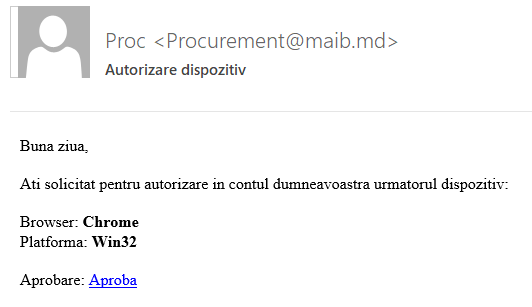 Proc <Procurement@maib.md>
Autorizare dispozitiv
Buna ziua,
Ati solicitat pentru autorizare in contul dumneavoastra urmatorul dispozitiv:
Browser: Chrome
Platforma: Win32
Aprobare: Aproba